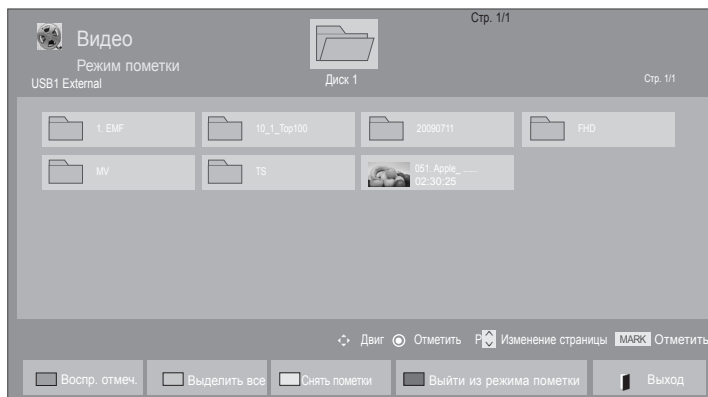 Стр. 1/1
Видео
Режим пометки
USB1 External
Диск 1
Стр. 1/1
1. EMF
10_1_Top100
20090711
FHD
MV
TS
051. Apple_ ......
02:30:25
Двиг
Отметить
P
Изменение страницы
MARK
Отметить
Воспр. отмеч.
Выделить все
Снять пометки
Выйти из режима пометки
Выход